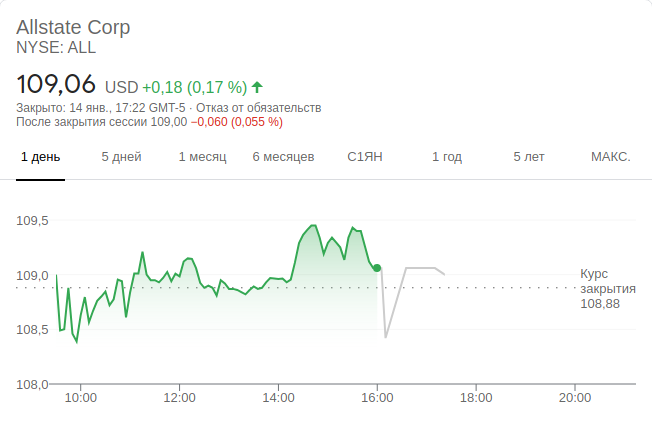 Allstate Corp
NYSE: ALL
109,06 USD +0,18 (0,17 %)
Закрыто: 14 янв., 17:22 GMT-5 · Отказ от обязательств
После закрытия сессии 109,00 −0,060 (0,055 %)
1 день 5 дней 1 месяц 6 месяцев С1ЯН 1 год 5 лет МАКС.
109,5
109,0
108,5
108,0
Курс
закрытия
108,88
10:00 12:00 14:00 16:00 18:00 20:00